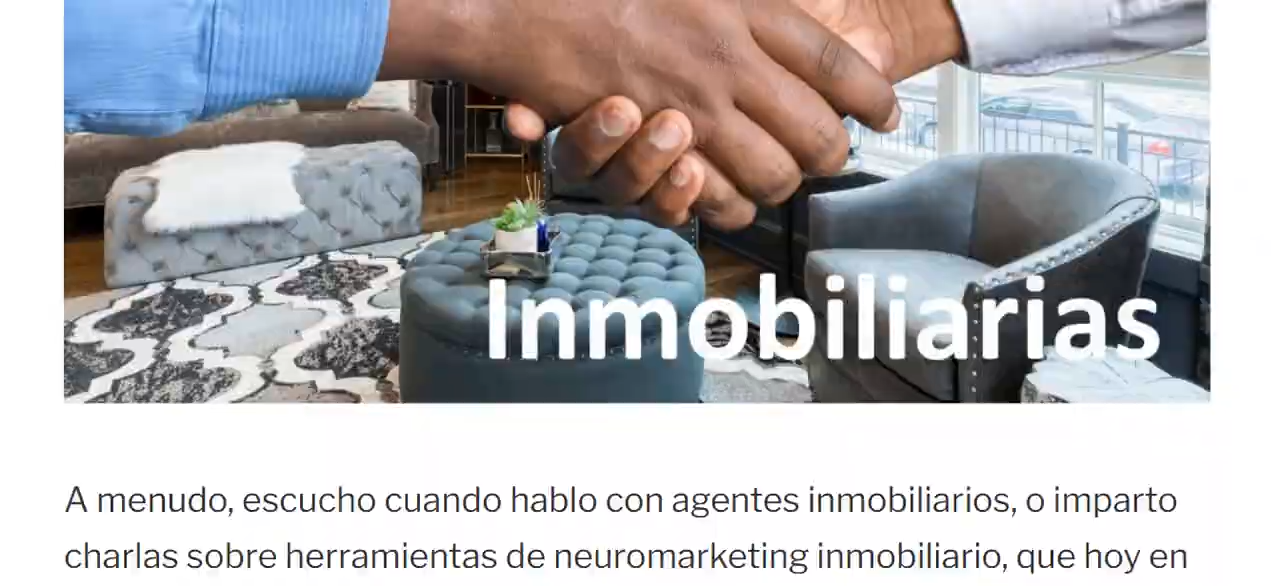 Inmobiliarias
A menudo, escucho cuando hablo con agentes inmobiliarios, o imparto
charlas sobre herramientas de neuromarketing inmobiliario, que hoy en